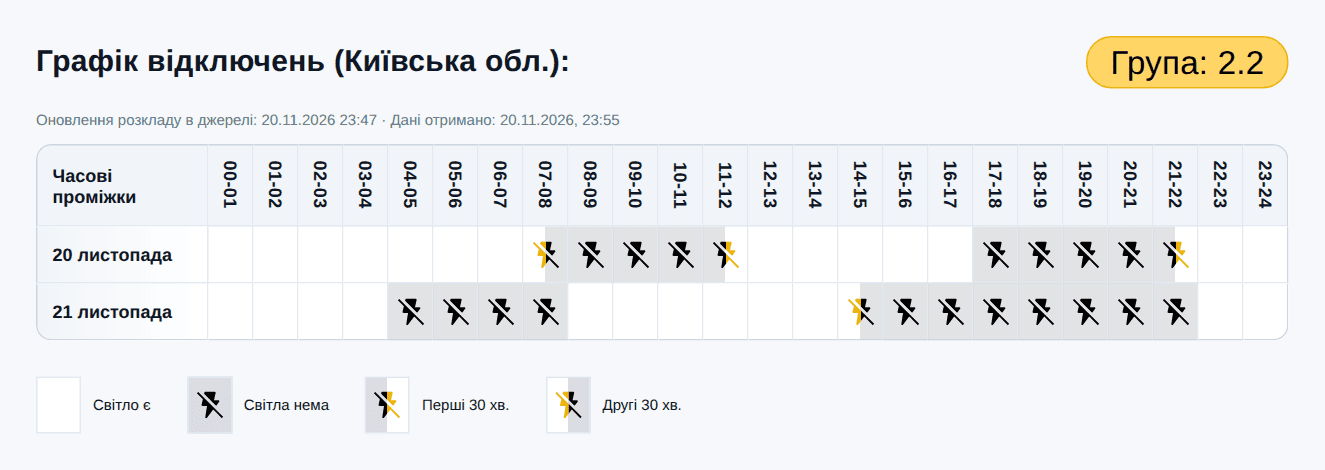 Графік відключень (Київська обл.):
Група: 2.2
Оновлення розкладу в джерелі: 20.11.2026 23:47 · Дані отримано: 20.11.2026, 23:55
Часові
проміжки
00-01
01-02
02-03
03-04
04-05
05-06
06-07
07-08
08-09
09-10
10-11
11-12
12-13
13-14
14-15
15-16
16-17
17-18
18-19
19-20
20-21
21-22
22-23
23-24
20 листопада
21 листопада
Світло є
Світла нема
Перші 30 хв.
Другі 30 хв.